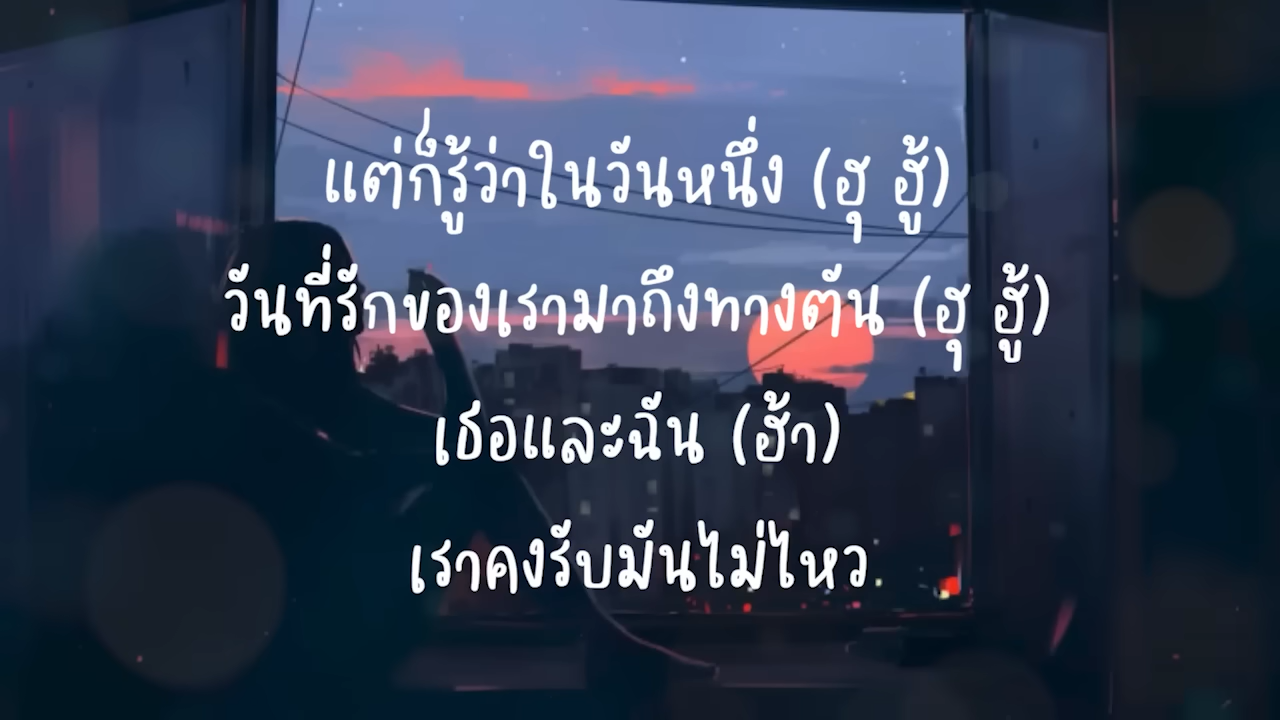 แต่ก็รู้ว่าในวันหนึ่ง (ฮุ ฮู้)
วันที่รักของเรามาถึงทางตัน (ฮุ ฮู้)
เธอและฉัน (ฮ้า)
เราคงรับมันไม่ไหว